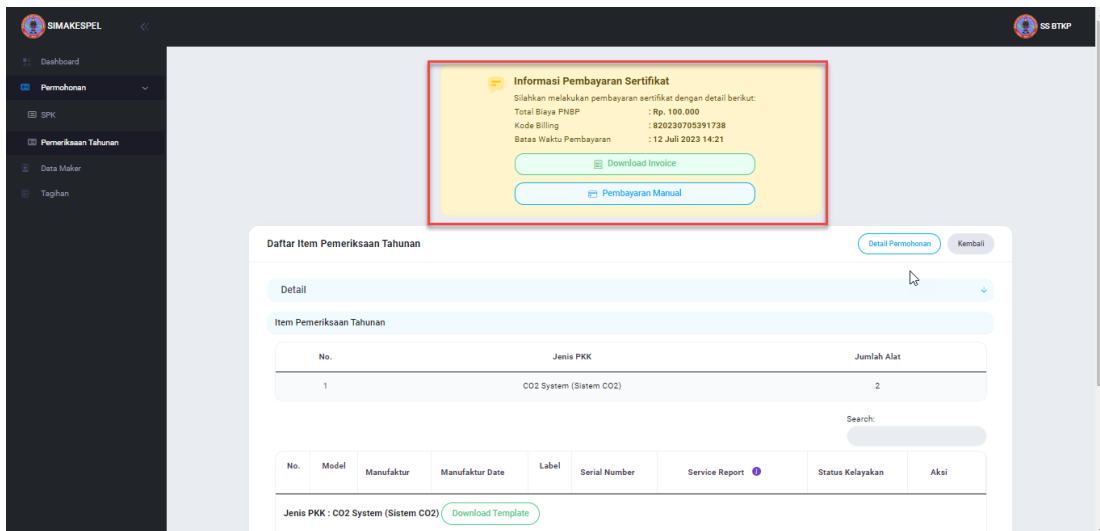 SIMAKESPEL
SS BTKP
Dashboard
Permohonan
SPK
Pemeriksaan Tahunan
Data Maker
Tagihan
Informasi Pembayaran Sertifikat
Silahkan melakukan pembayaran sertifikat dengan detail berikut:
Total Biaya PNBP : Rp. 100.000
Kode Billing : 820230705391738
Batas Waktu Pembayaran : 12 Juli 2023 14:21
Download Invoice
Pembayaran Manual
Daftar Item Pemeriksaan Tahunan
Detail Permohonan
Kembali
Detail
Item Pemeriksaan Tahunan
No. Jenis PKK Jumlah Alat
1 CO2 System (Sistem CO2) 2
Search:
No. Model Manufaktur Manufaktur Date Label Serial Number Service Report Status Kelayakan Aksi
Jenis PKK : CO2 System (Sistem CO2) Download Template